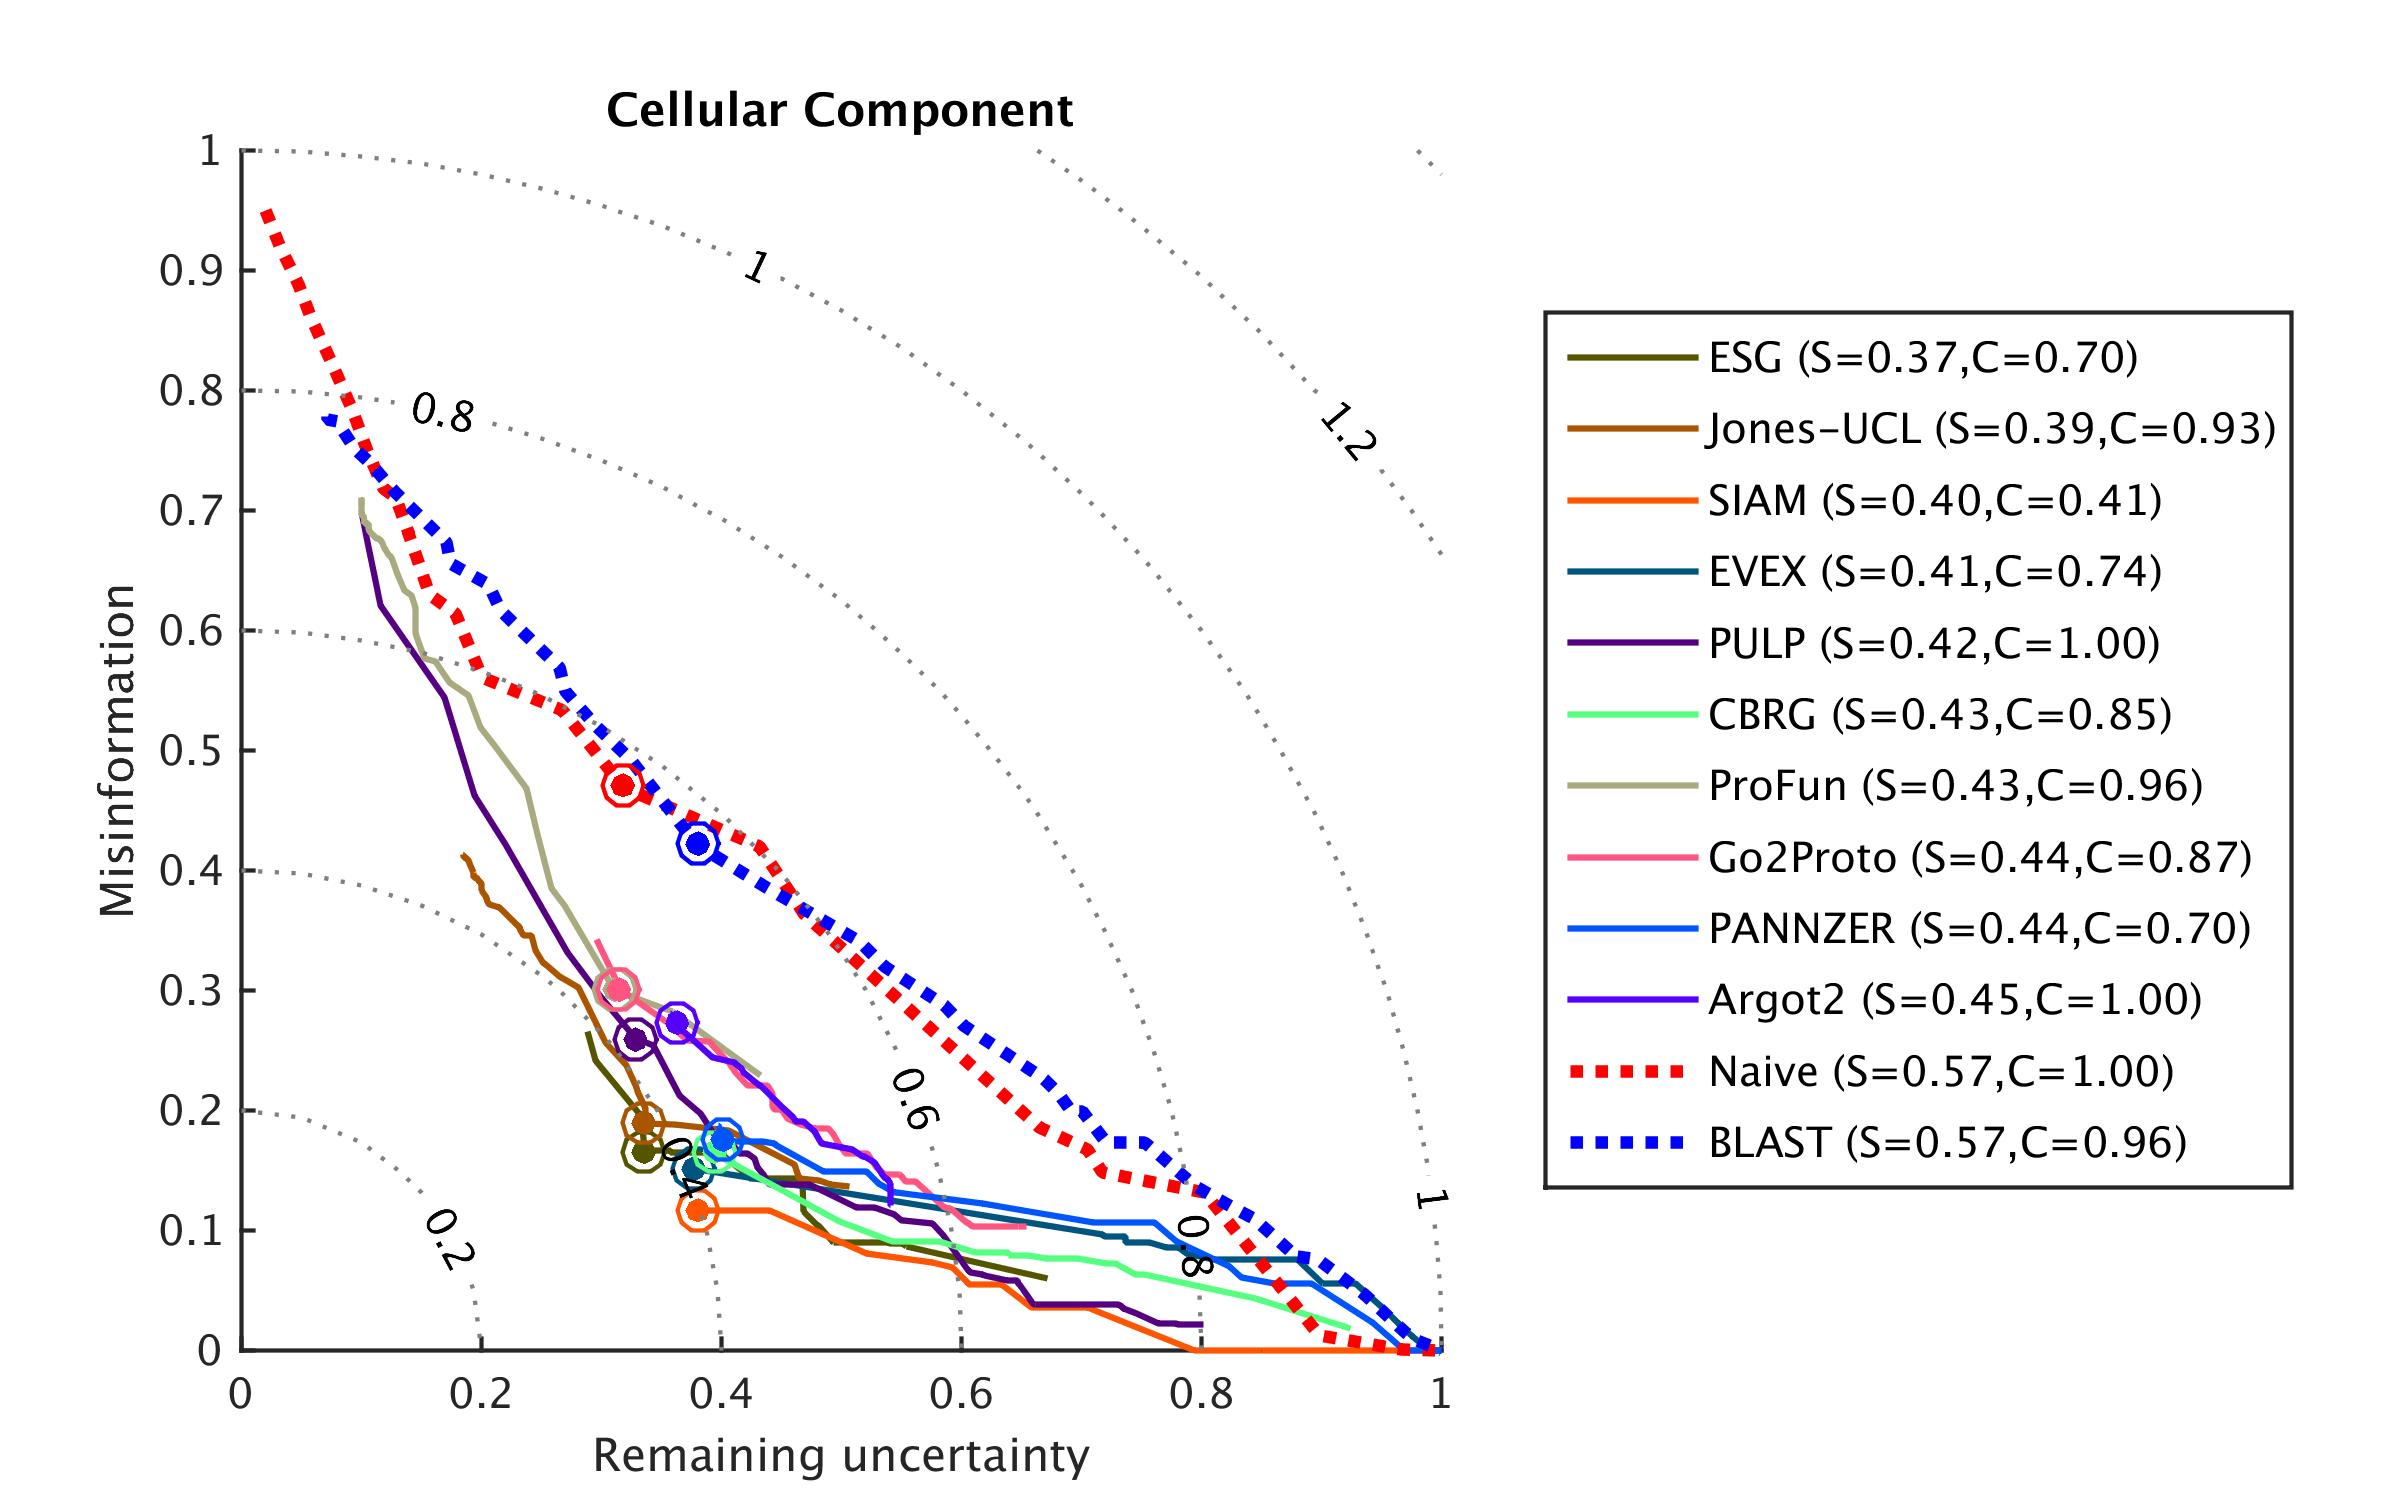 Cellular Component
1
0.9
0.8
0.7
0.6
0.5
0.4
0.3
0.2
0.1
0
0
0.2
0.4
0.6
0.8
1
Misinformation
Remaining uncertainty
1
0.8
1.2
0.6
0.4
0.2
0.8
1
ESG (S=0.37,C=0.70)
Jones-UCL (S=0.39,C=0.93)
SIAM (S=0.40,C=0.41)
EVEX (S=0.41,C=0.74)
PULP (S=0.42,C=1.00)
CBRG (S=0.43,C=0.85)
ProFun (S=0.43,C=0.96)
Go2Proto (S=0.44,C=0.87)
PANNZER (S=0.44,C=0.70)
Argot2 (S=0.45,C=1.00)
Naive (S=0.57,C=1.00)
BLAST (S=0.57,C=0.96)